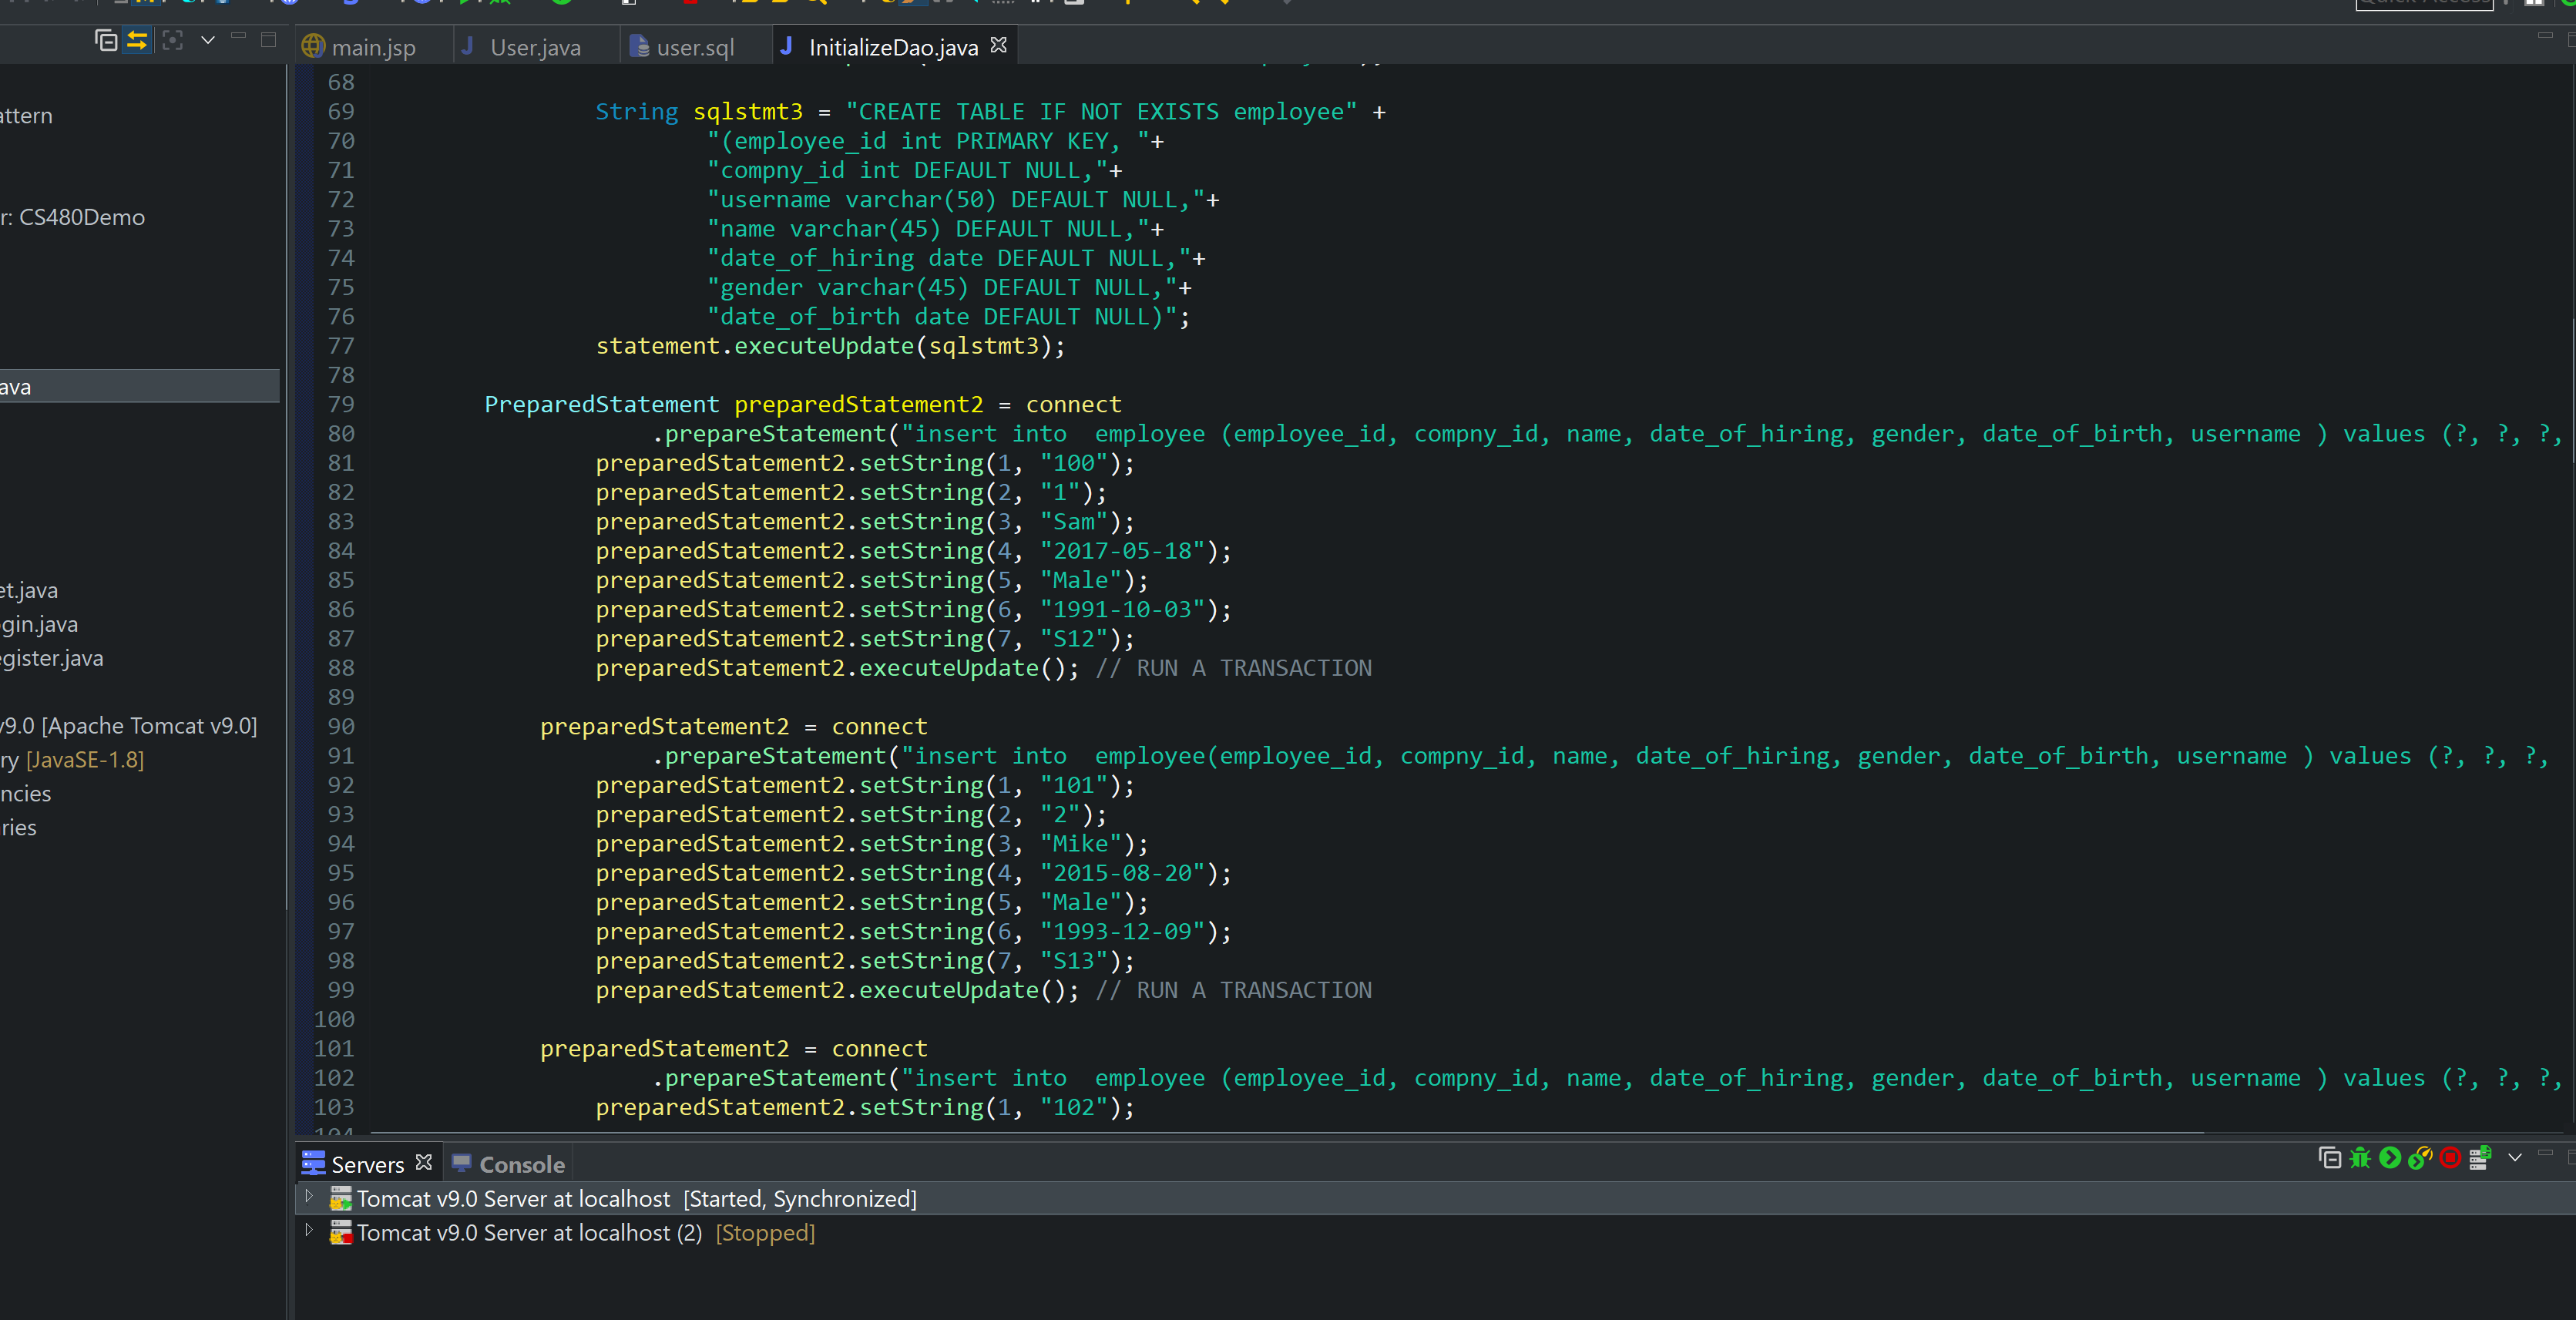 Quick Access
main.jsp
User.java
user.sql
InitializeDao.java
attern
r: CS480Demo
ava
et.java
gin.java
egister.java
v9.0 [Apache Tomcat v9.0]
ry [JavaSE-1.8]
ncies
ries
68
69 String sqlstmt3 = "CREATE TABLE IF NOT EXISTS employee" +
70 "(employee_id int PRIMARY KEY, "+
71 "compny_id int DEFAULT NULL,"+
72 "username varchar(50) DEFAULT NULL,"+
73 "name varchar(45) DEFAULT NULL,"+
74 "date_of_hiring date DEFAULT NULL,"+
75 "gender varchar(45) DEFAULT NULL,"+
76 "date_of_birth date DEFAULT NULL)";
77 statement.executeUpdate(sqlstmt3);
78
79 PreparedStatement preparedStatement2 = connect
80 .prepareStatement("insert into  employee (employee_id, compny_id, name, date_of_hiring, gender, date_of_birth, username ) values (?, ?, ?,
81 preparedStatement2.setString(1, "100");
82 preparedStatement2.setString(2, "1");
83 preparedStatement2.setString(3, "Sam");
84 preparedStatement2.setString(4, "2017-05-18");
85 preparedStatement2.setString(5, "Male");
86 preparedStatement2.setString(6, "1991-10-03");
87 preparedStatement2.setString(7, "S12");
88 preparedStatement2.executeUpdate(); // RUN A TRANSACTION
89
90 preparedStatement2 = connect
91 .prepareStatement("insert into  employee(employee_id, compny_id, name, date_of_hiring, gender, date_of_birth, username ) values (?, ?, ?,
92 preparedStatement2.setString(1, "101");
93 preparedStatement2.setString(2, "2");
94 preparedStatement2.setString(3, "Mike");
95 preparedStatement2.setString(4, "2015-08-20");
96 preparedStatement2.setString(5, "Male");
97 preparedStatement2.setString(6, "1993-12-09");
98 preparedStatement2.setString(7, "S13");
99 preparedStatement2.executeUpdate(); // RUN A TRANSACTION
100
101 preparedStatement2 = connect
102 .prepareStatement("insert into  employee (employee_id, compny_id, name, date_of_hiring, gender, date_of_birth, username ) values (?, ?, ?,
103 preparedStatement2.setString(1, "102");
104
Servers
Console
Tomcat v9.0 Server at localhost  [Started, Synchronized]
Tomcat v9.0 Server at localhost (2)  [Stopped]